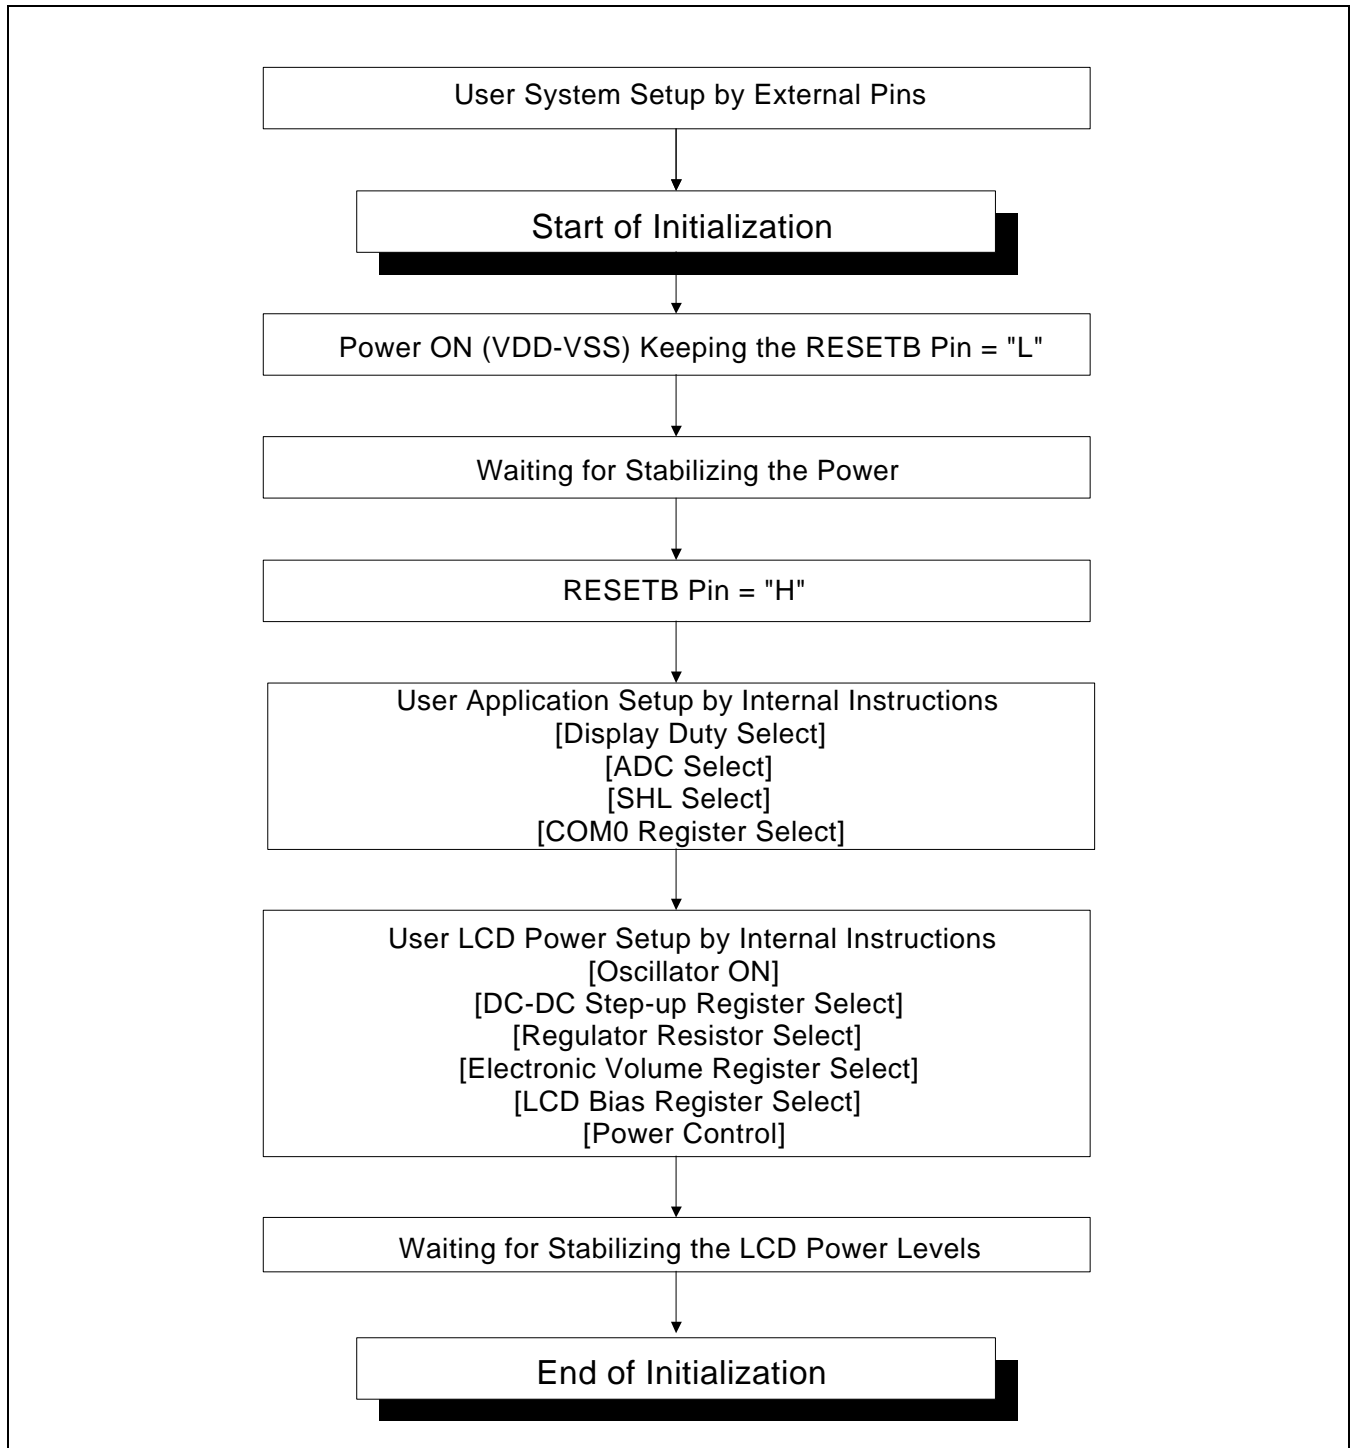 User System Setup by External Pins
Start of Initialization
Power ON (VDD-VSS) Keeping the RESETB Pin = "L"
Waiting for Stabilizing the Power
RESETB Pin = "H"
User Application Setup by Internal Instructions
[Display Duty Select]
[ADC Select]
[SHL Select]
[COM0 Register Select]
User LCD Power Setup by Internal Instructions
[Oscillator ON]
[DC-DC Step-up Register Select]
[Regulator Resistor Select]
[Electronic Volume Register Select]
[LCD Bias Register Select]
[Power Control]
Waiting for Stabilizing the LCD Power Levels
End of Initialization